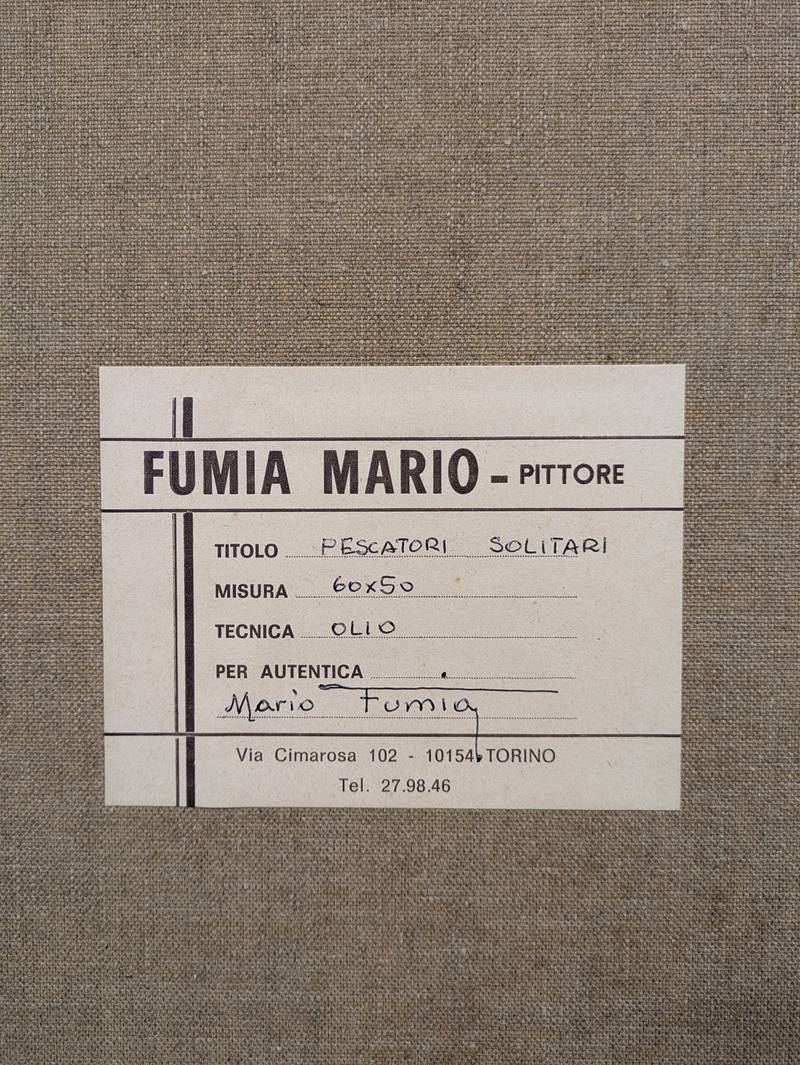 FUMIA MARIO - PITTORE
TITOLO PESCATORI SOLITARI
MISURA 60x50
TECNICA OLIO
PER AUTENTICA
Mario Fumia
Via Cimarosa 102 - 10154 TORINO
Tel. 27.98.46